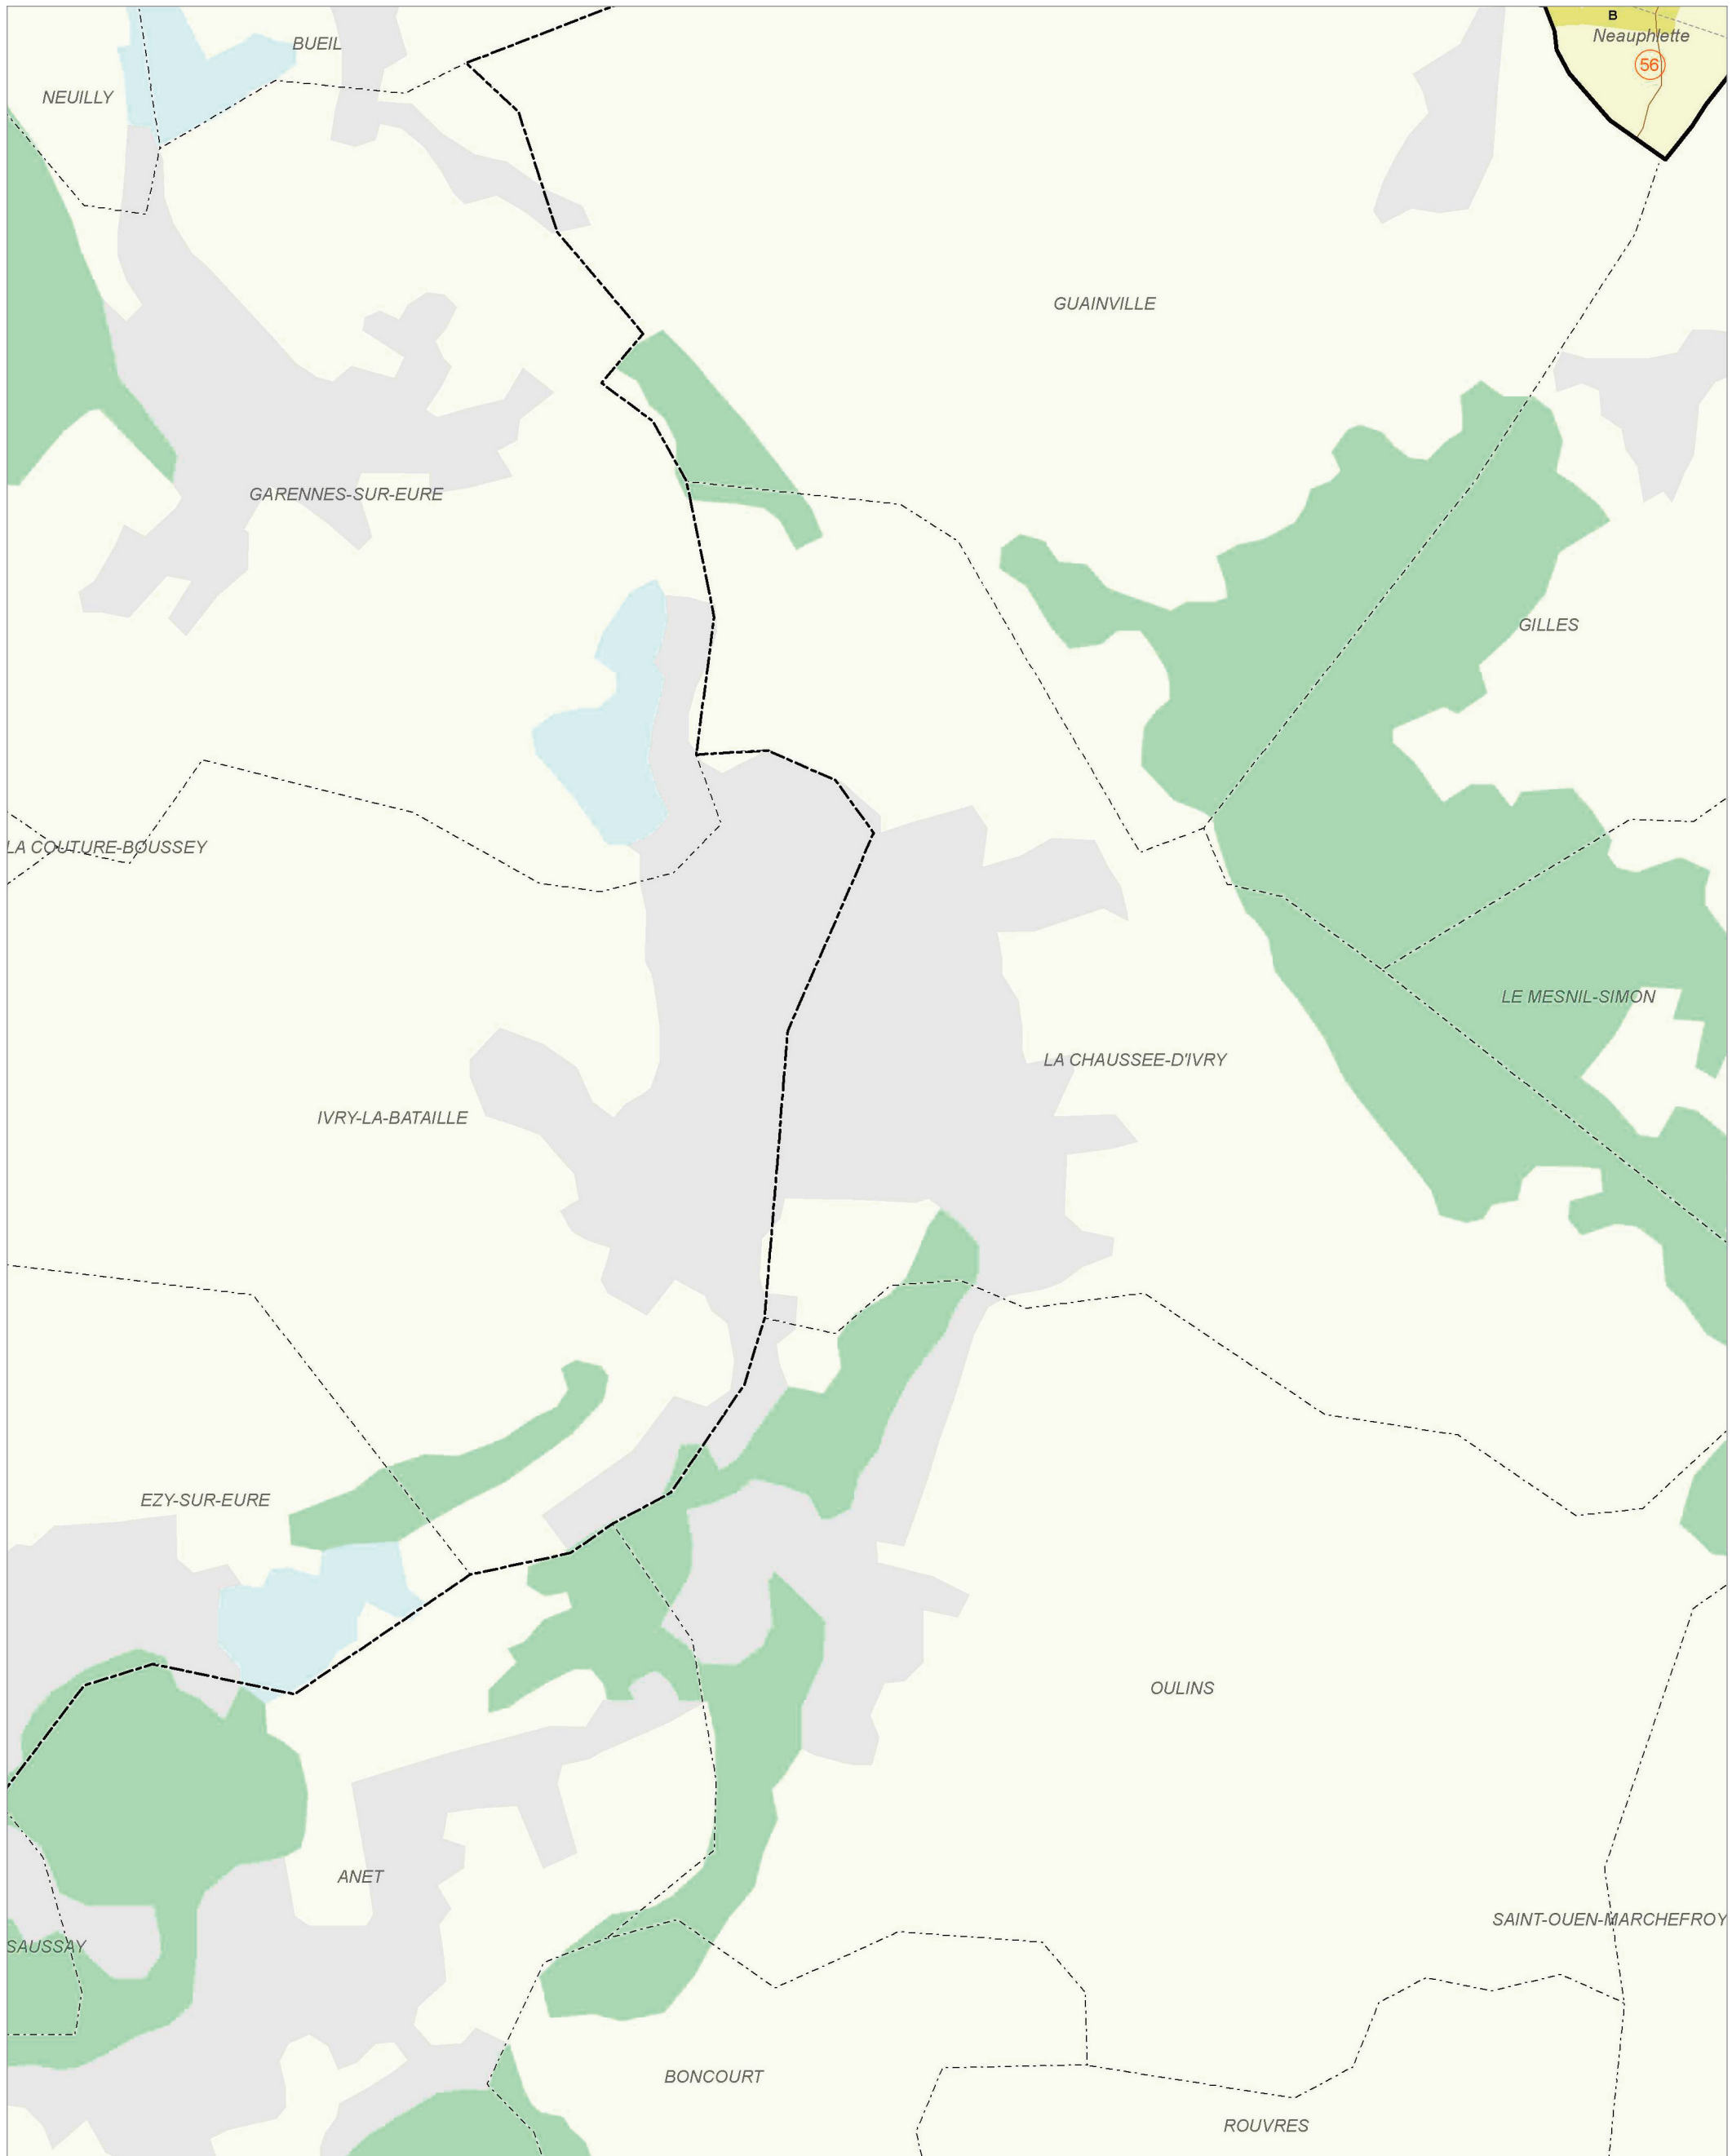 B
Neauphlette
56
BUEIL
NEUILLY
GUAINVILLE
GARENNES-SUR-EURE
GILLES
LA COUTURE-BOUSSEY
LE MESNIL-SIMON
LA CHAUSSEE-D'IVRY
IVRY-LA-BATAILLE
EZY-SUR-EURE
OULINS
ANET
SAINT-OUEN-MARCHEFROY
SAUSSAY
BONCOURT
ROUVRES